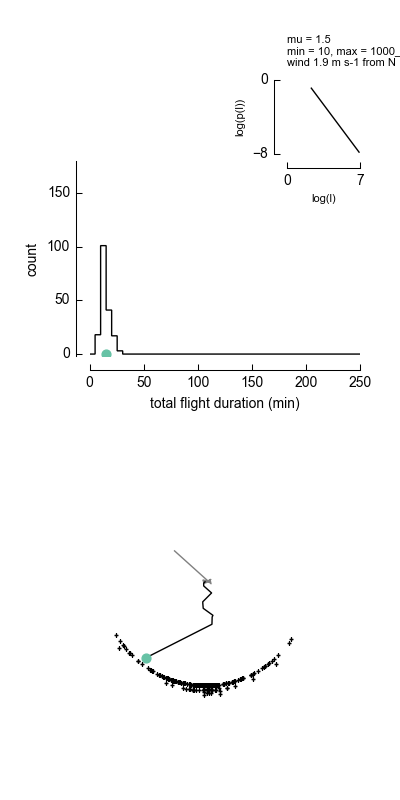 mu = 1.5
min = 10, max = 1000_
wind 1.9 m s-1 from N
0
log(p(l))
−8
0 7
log(l)
150
100
count
50
0
0 50 100 150 200 250
total flight duration (min)